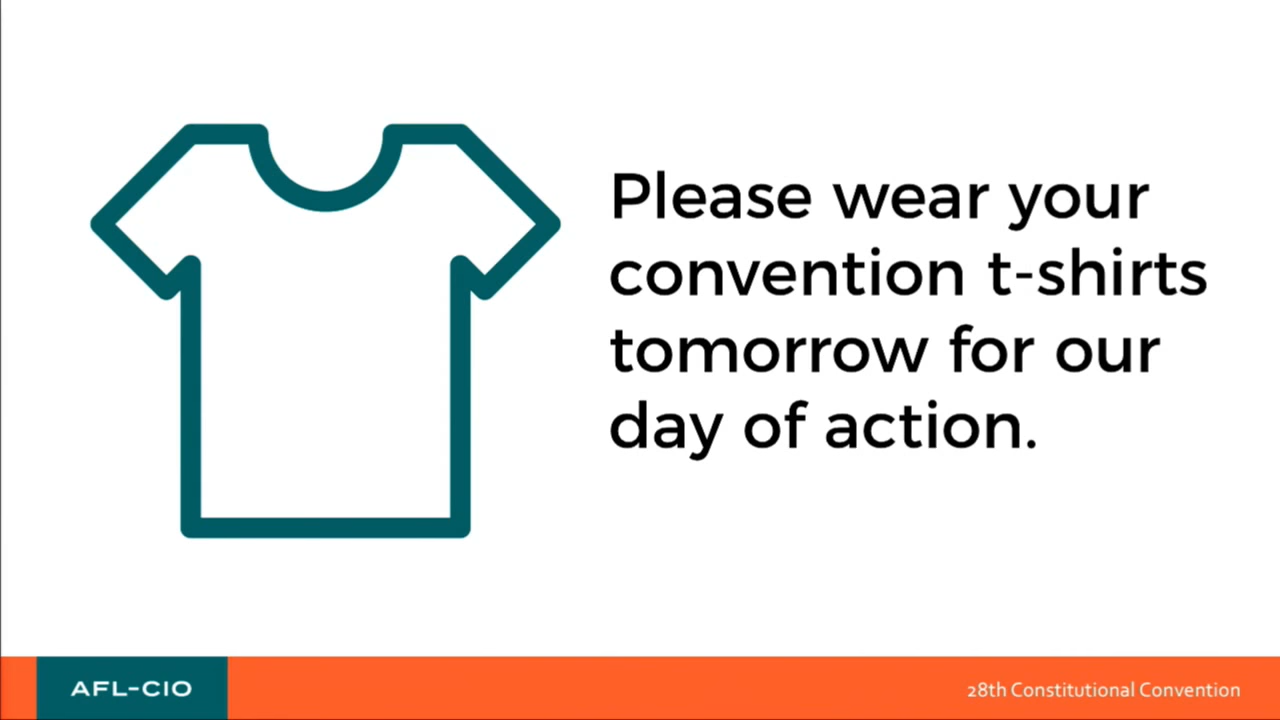 Please wear your
convention t-shirts
tomorrow for our
day of action.
AFL-CIO
28th Constitutional Convention